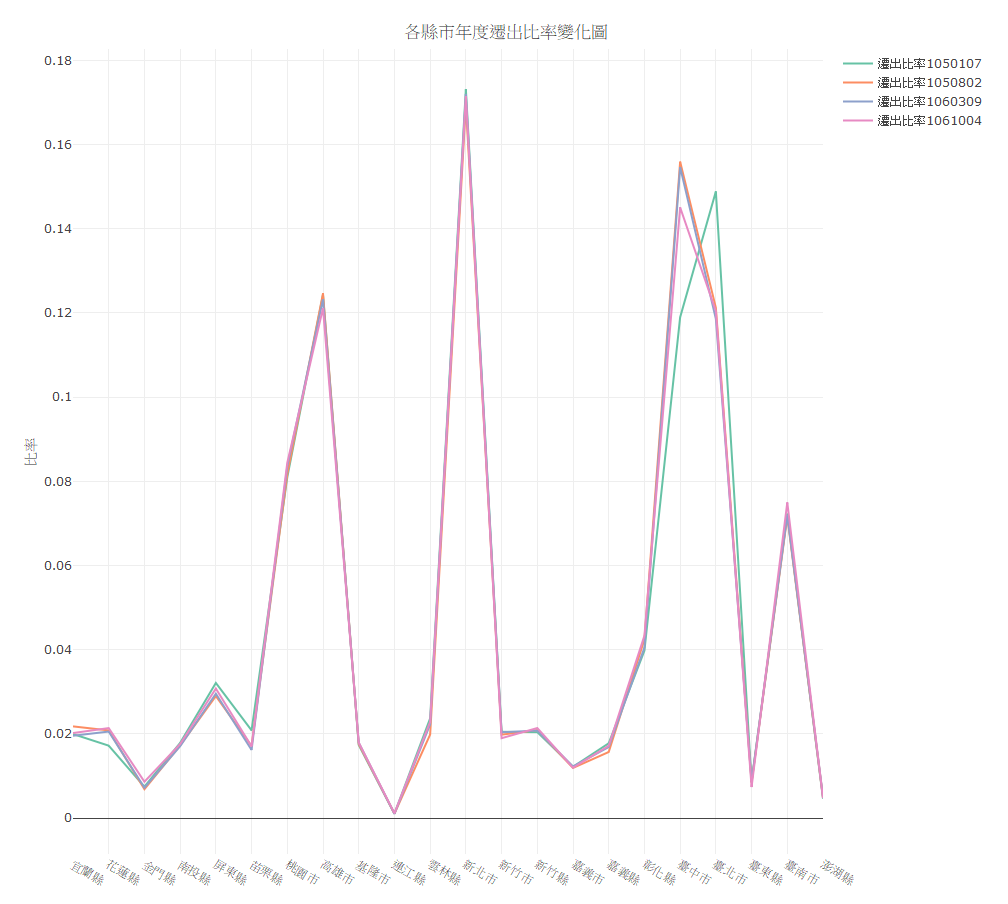 各縣市年度遷出比率變化圖
遷出比率1050107
遷出比率1050802
遷出比率1060309
遷出比率1061004
0.18
0.16
0.14
0.12
0.1
0.08
0.06
0.04
0.02
0
比率
宜蘭縣
花蓮縣
金門縣
南投縣
屏東縣
苗栗縣
桃園市
高雄市
基隆市
連江縣
雲林縣
新北市
新竹市
新竹縣
嘉義市
嘉義縣
彰化縣
臺中市
臺北市
臺東縣
臺南市
澎湖縣